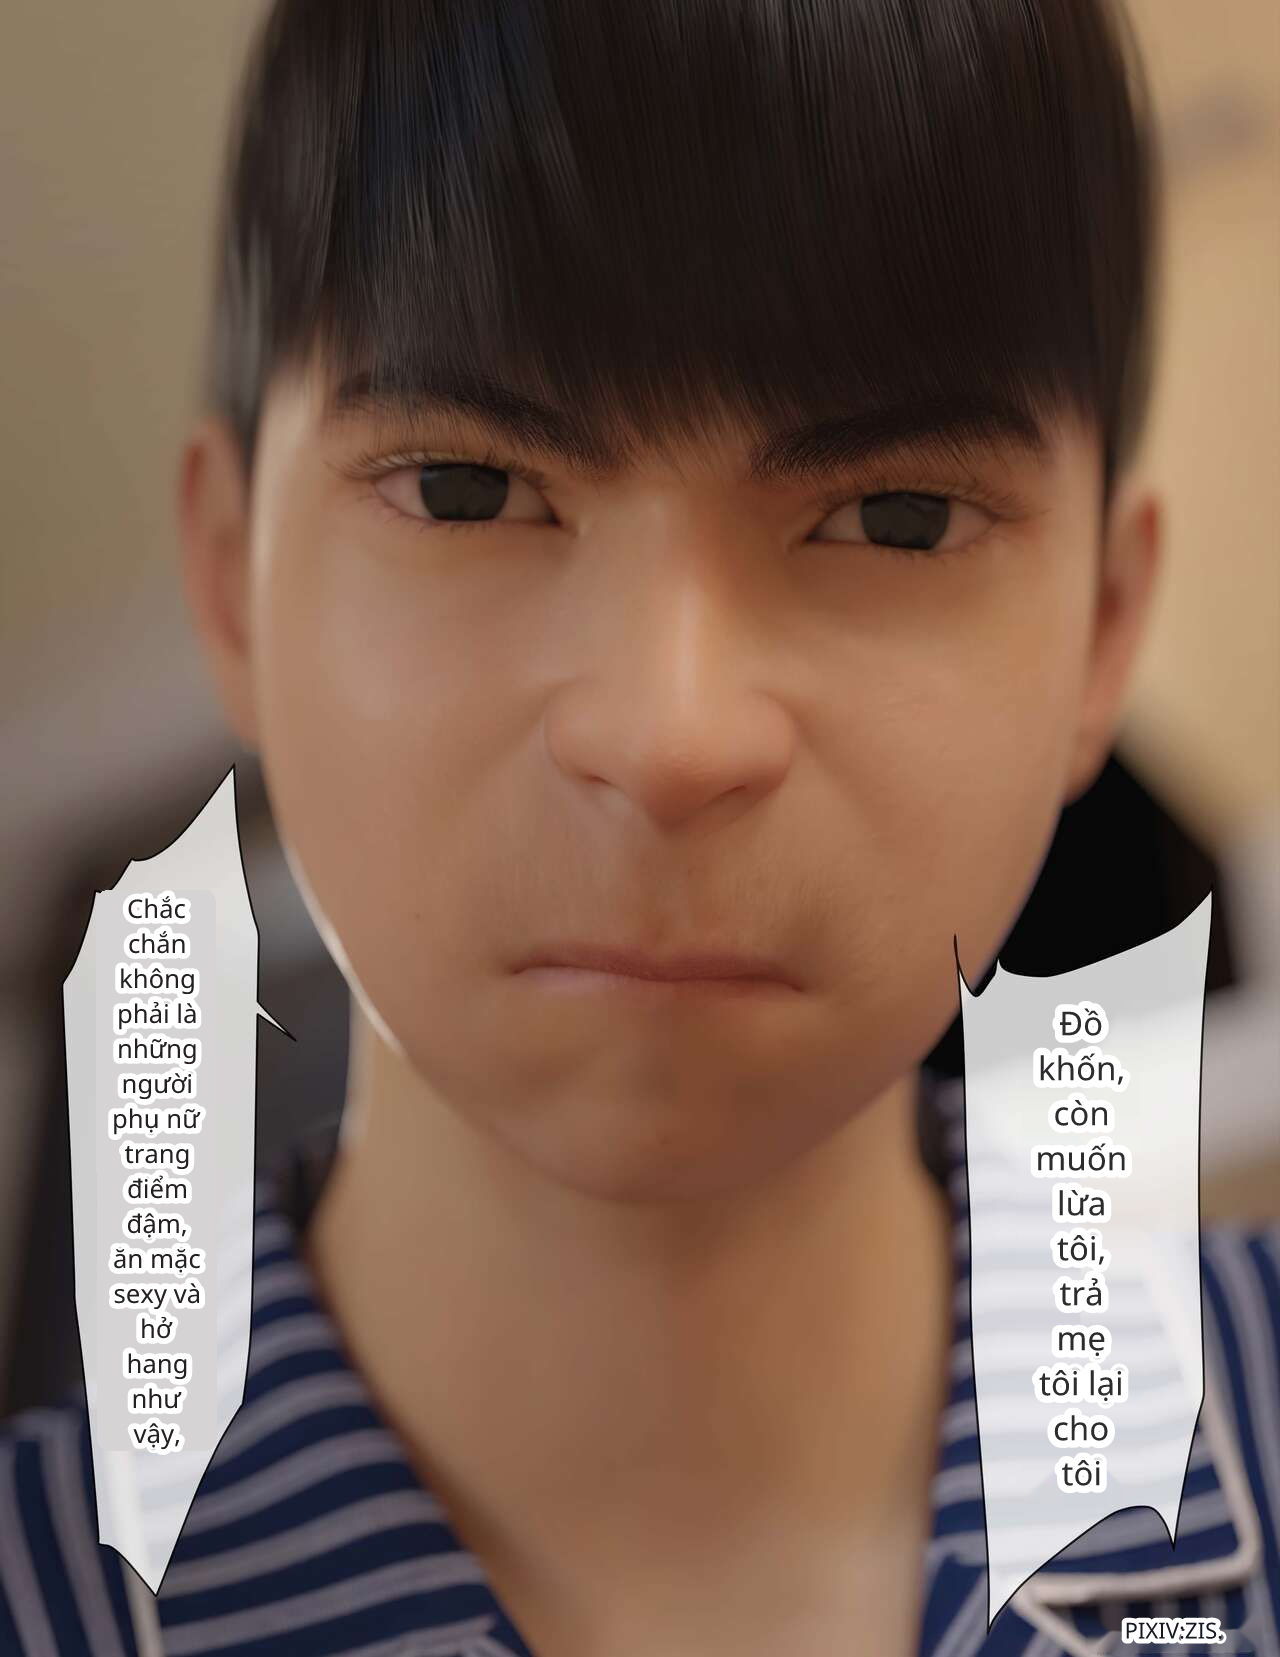 Đồ
khốn,
còn
muốn
lừa
tôi,
trả
mẹ
tôi lại
cho
tôi
Chắc
chắn
không
phải là
những
người
phụ nữ
trang
điểm
đậm,
ăn mặc
sexy và
hở
hang
như
vậy,
PIXIV:ZIS.